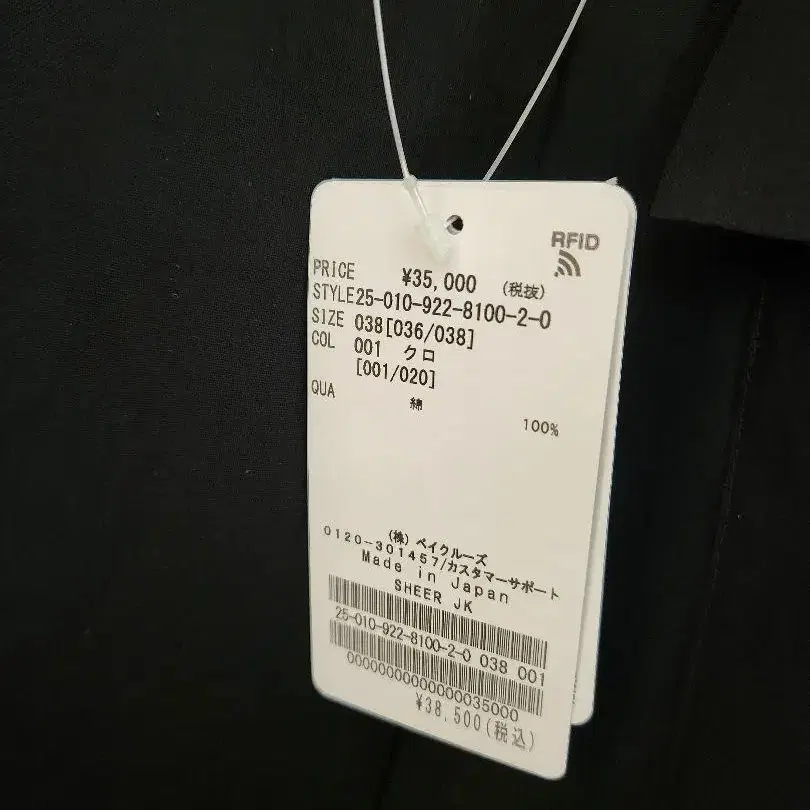 RFID
PRICE ¥35,000 (税抜)
STYLE25-010-922-8100-2-0
SIZE 038[036/038]
COL 001 クロ
[001/020]
QUA 綿
100%
(株) ベイクルーズ
0120-301457/カスタマーサポート
Made in Japan
SHEER JK
25-010-922-8100-2-0 038 001
0000000000000035000
¥38,500(税込)